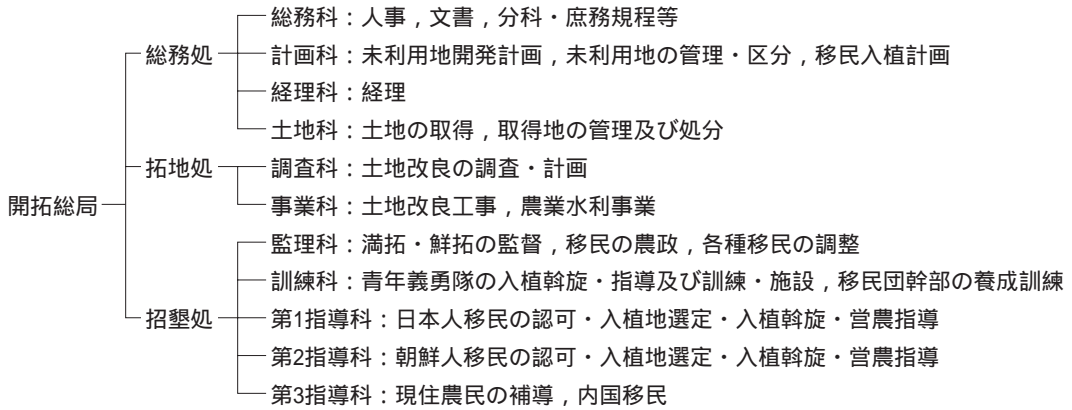 総務科：人事，文書，分科・庶務規程等
総務処
計画科：未利用地開発計画，未利用地の管理・区分，移民入植計画
経理科：経理
土地科：土地の取得，取得地の管理及び処分
拓地処
調査科：土地改良の調査・計画
開拓総局
事業科：土地改良工事，農業水利事業
監理科：満拓・鮮拓の監督，移民の農政，各種移民の調整
訓練科：青年義勇隊の入植斡旋・指導及び訓練・施設，移民団幹部の養成訓練
招墾処
第1指導科：日本人移民の認可・入植地選定・入植斡旋・営農指導
第2指導科：朝鮮人移民の認可・入植地選定・入植斡旋・営農指導
第3指導科：現住農民の補導，内国移民